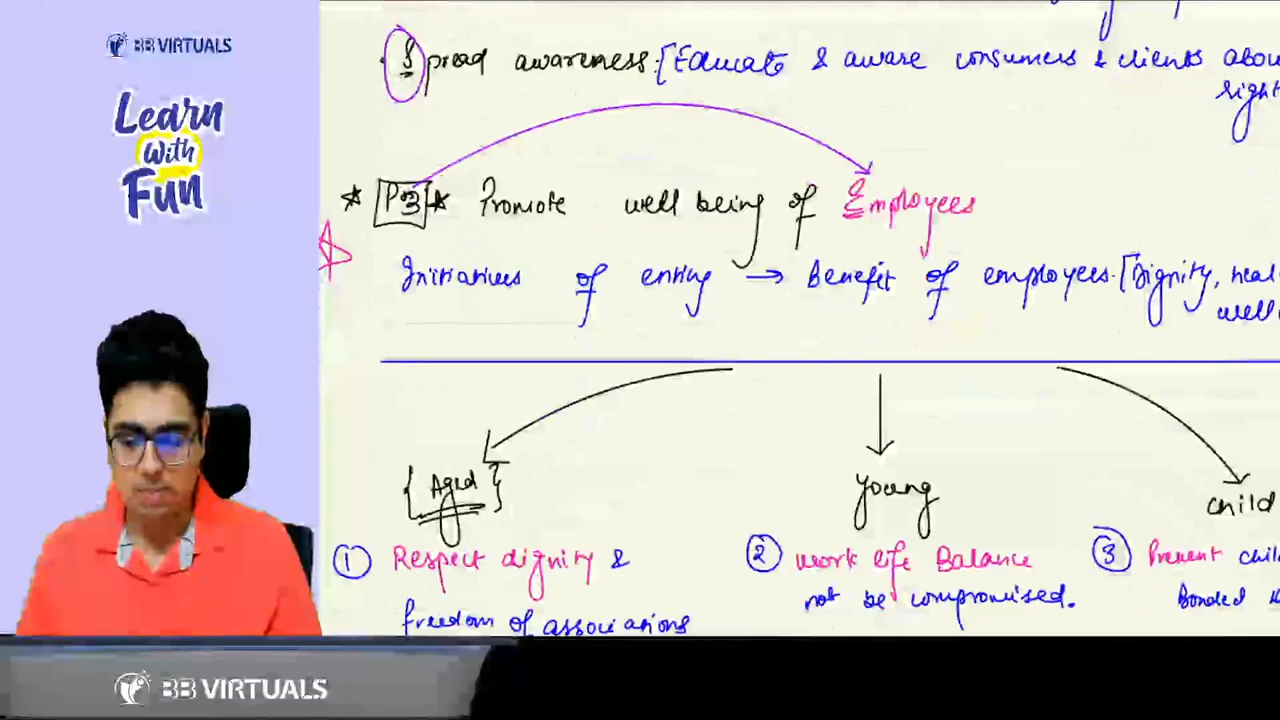 BB VIRTUALS
Learn
With
Fun
Spread awareness: [Educate & aware consumers & clients abou
right
* P3 * Promote well being of Employees
Initiatives of entity → Benefit of employees. [Dignity, heal
well
{Aged}
young
child
① Respect dignity &
freedom of associations
② work life Balance
not be compromised.
③ Prevent chil
Bonded
BB VIRTUALS